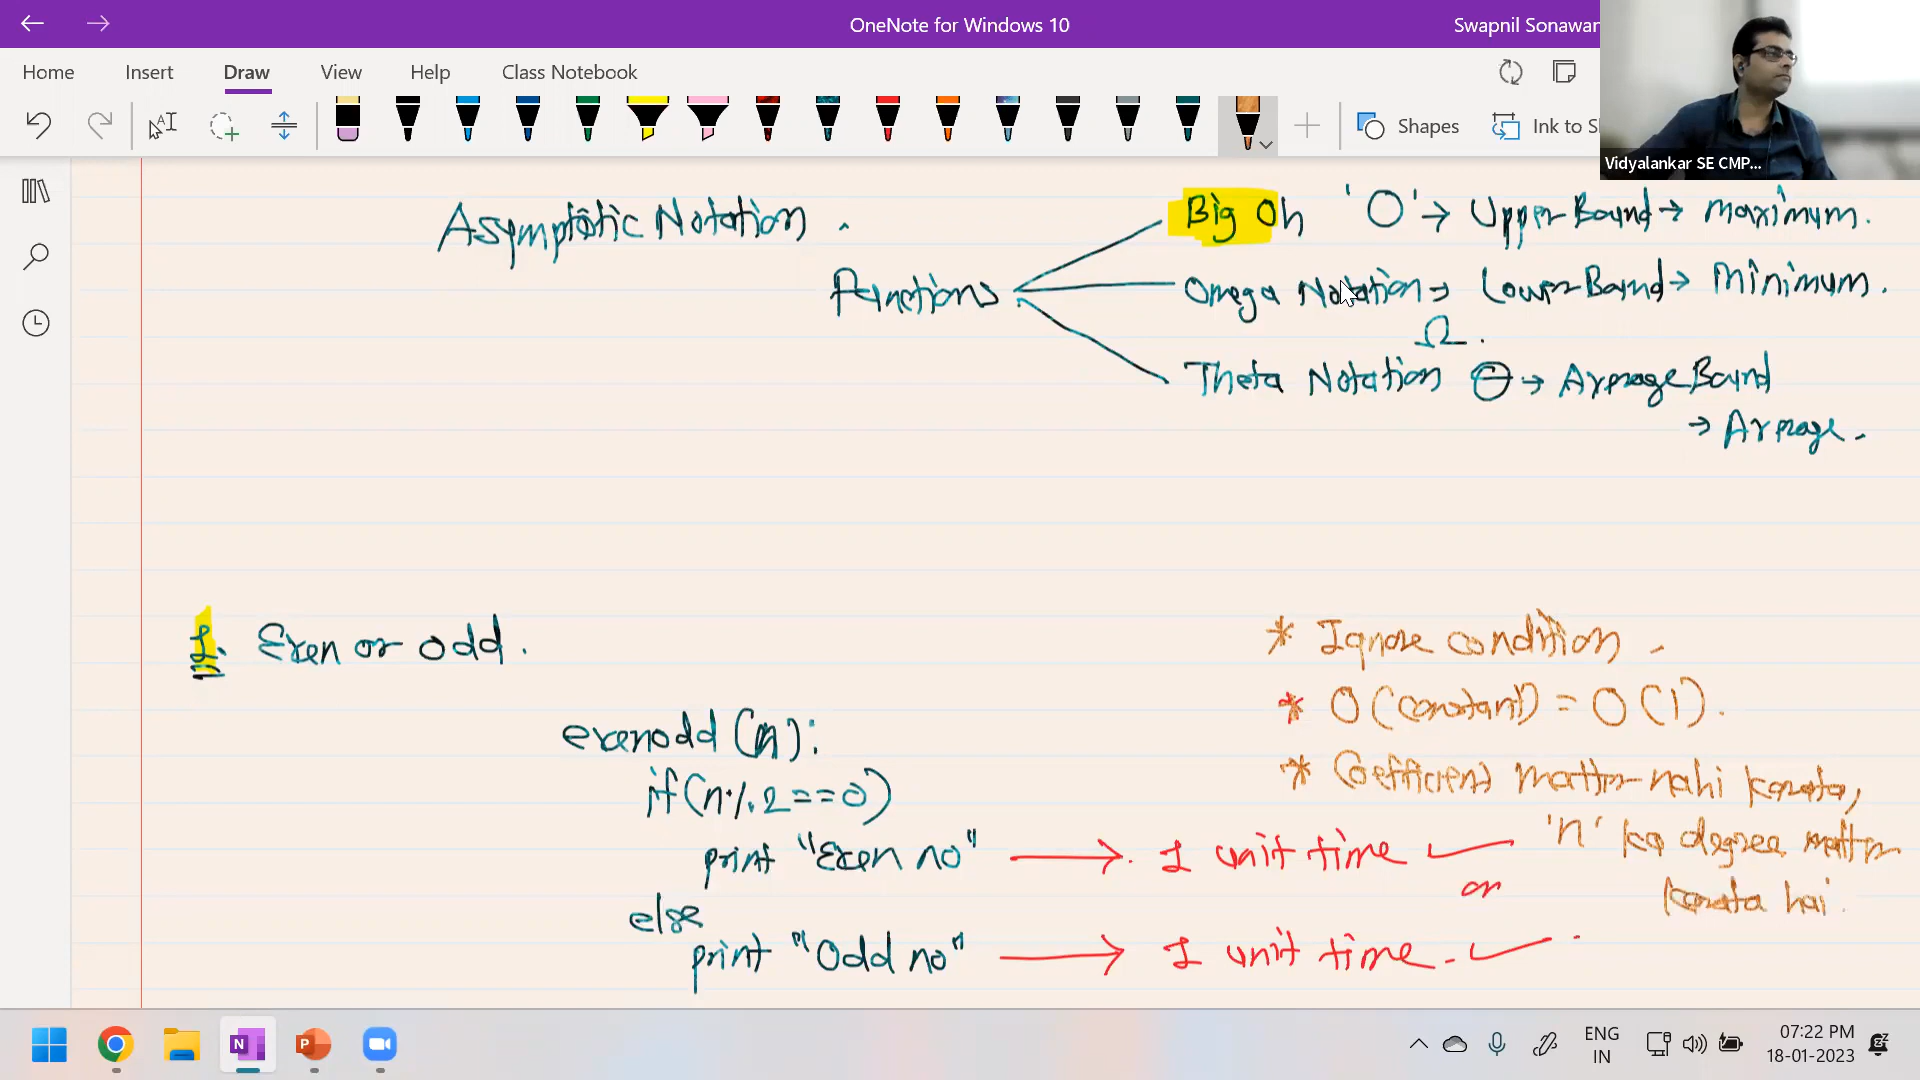 OneNote for Windows 10
Swapnil Sonawan
Home Insert Draw View Help Class Notebook
Shapes
Ink to S
Vidyalankar SE CMP...
Asymptotic Notation.
Functions
Big Oh 'O' → Upper Bound → maximum.
Omega Notation → Lower Bound → Minimum.
Ω.
Theta Notation Θ → Average Bound
→ Average.
1. Even or odd.
evenodd (n):
if(n%2==0)
print "Even no" → 1 unit time
or
else
print "Odd no" → 1 unit time.
* Ignore condition.
* O(constant) = O(1).
* Coefficient matter nahi karata,
'n' ka degree matter
karata hai.
ENG
IN
07:22 PM
18-01-2023